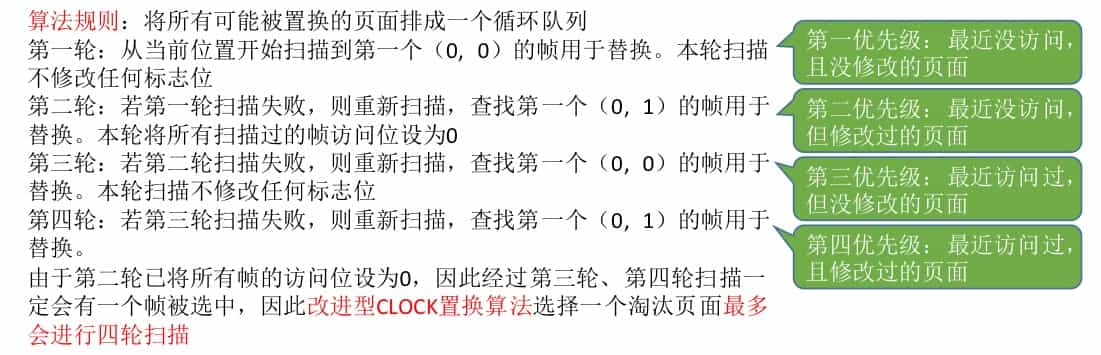 算法规则：将所有可能被置换的页面排成一个循环队列
第一轮：从当前位置开始扫描到第一个（0, 0）的帧用于替换。本轮扫描
不修改任何标志位
第二轮：若第一轮扫描失败，则重新扫描，查找第一个（0, 1）的帧用于
替换。本轮将所有扫描过的帧访问位设为0
第三轮：若第二轮扫描失败，则重新扫描，查找第一个（0, 0）的帧用于
替换。本轮扫描不修改任何标志位
第四轮：若第三轮扫描失败，则重新扫描，查找第一个（0, 1）的帧用于
替换。
由于第二轮已将所有帧的访问位设为0，因此经过第三轮、第四轮扫描一
定会有一个帧被选中，因此改进型CLOCK置换算法选择一个淘汰页面最多
会进行四轮扫描
第一优先级：最近没访问，
且没修改的页面
第二优先级：最近没访问，
但修改过的页面
第三优先级：最近访问过，
但没修改的页面
第四优先级：最近访问过，
且修改过的页面